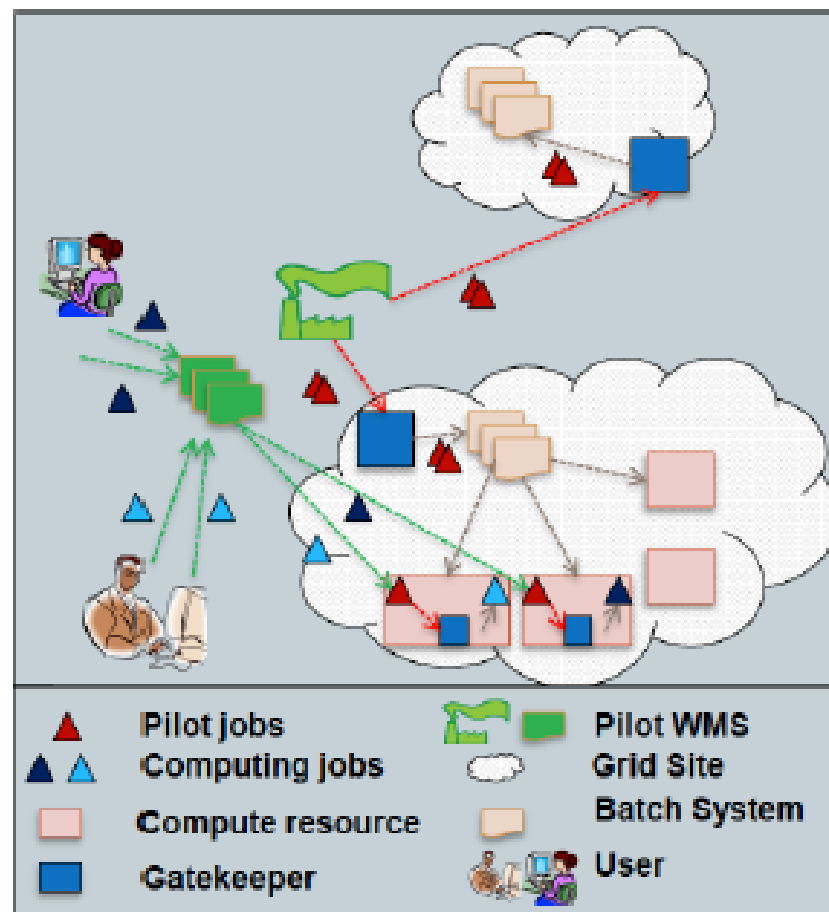 Pilot jobs
Pilot WMS
Computing jobs
Grid Site
Compute resource
Batch System
Gatekeeper
User